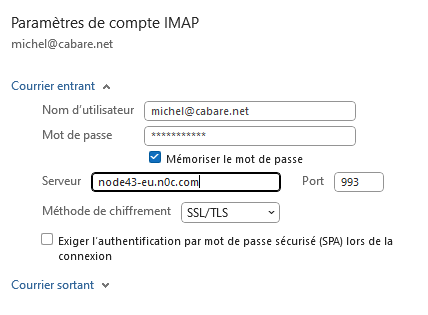 Paramètres de compte IMAP
michel@cabare.net
Courrier entrant
Nom d'utilisateur michel@cabare.net
Mot de passe ***********
Mémoriser le mot de passe
Serveur node43-eu.n0c.com Port 993
Méthode de chiffrement SSL/TLS
Exiger l'authentification par mot de passe sécurisé (SPA) lors de la
connexion
Courrier sortant